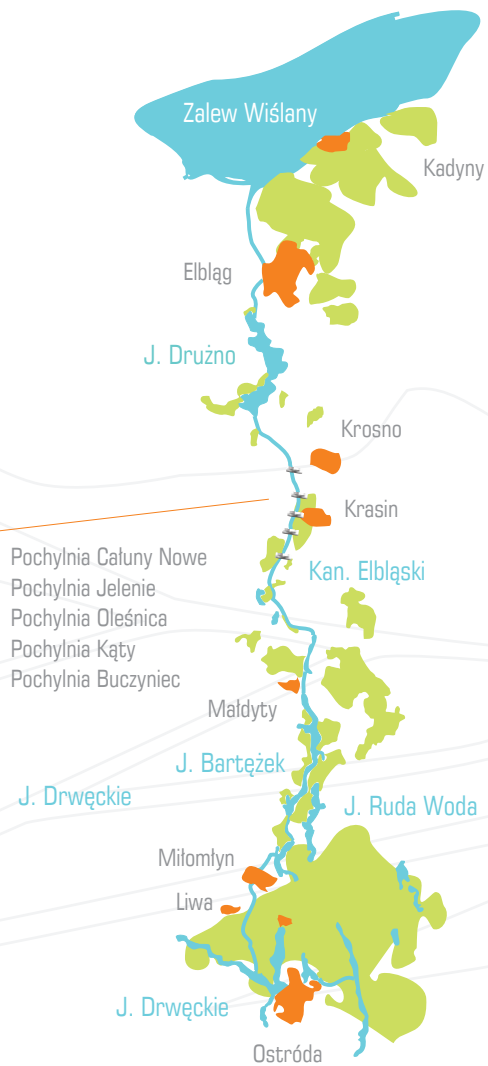 Zalew Wiślany
Kadyny
Elbląg
J. Drużno
Krosno
Krasin
Pochylnia Całuny Nowe
Pochylnia Jelenie
Pochylnia Oleśnica
Pochylnia Kąty
Pochylnia Buczyniec
Kan. Elbląski
Małdyty
J. Bartężek
J. Drwęckie
J. Ruda Woda
Miłomłyn
Liwa
J. Drwęckie
Ostróda